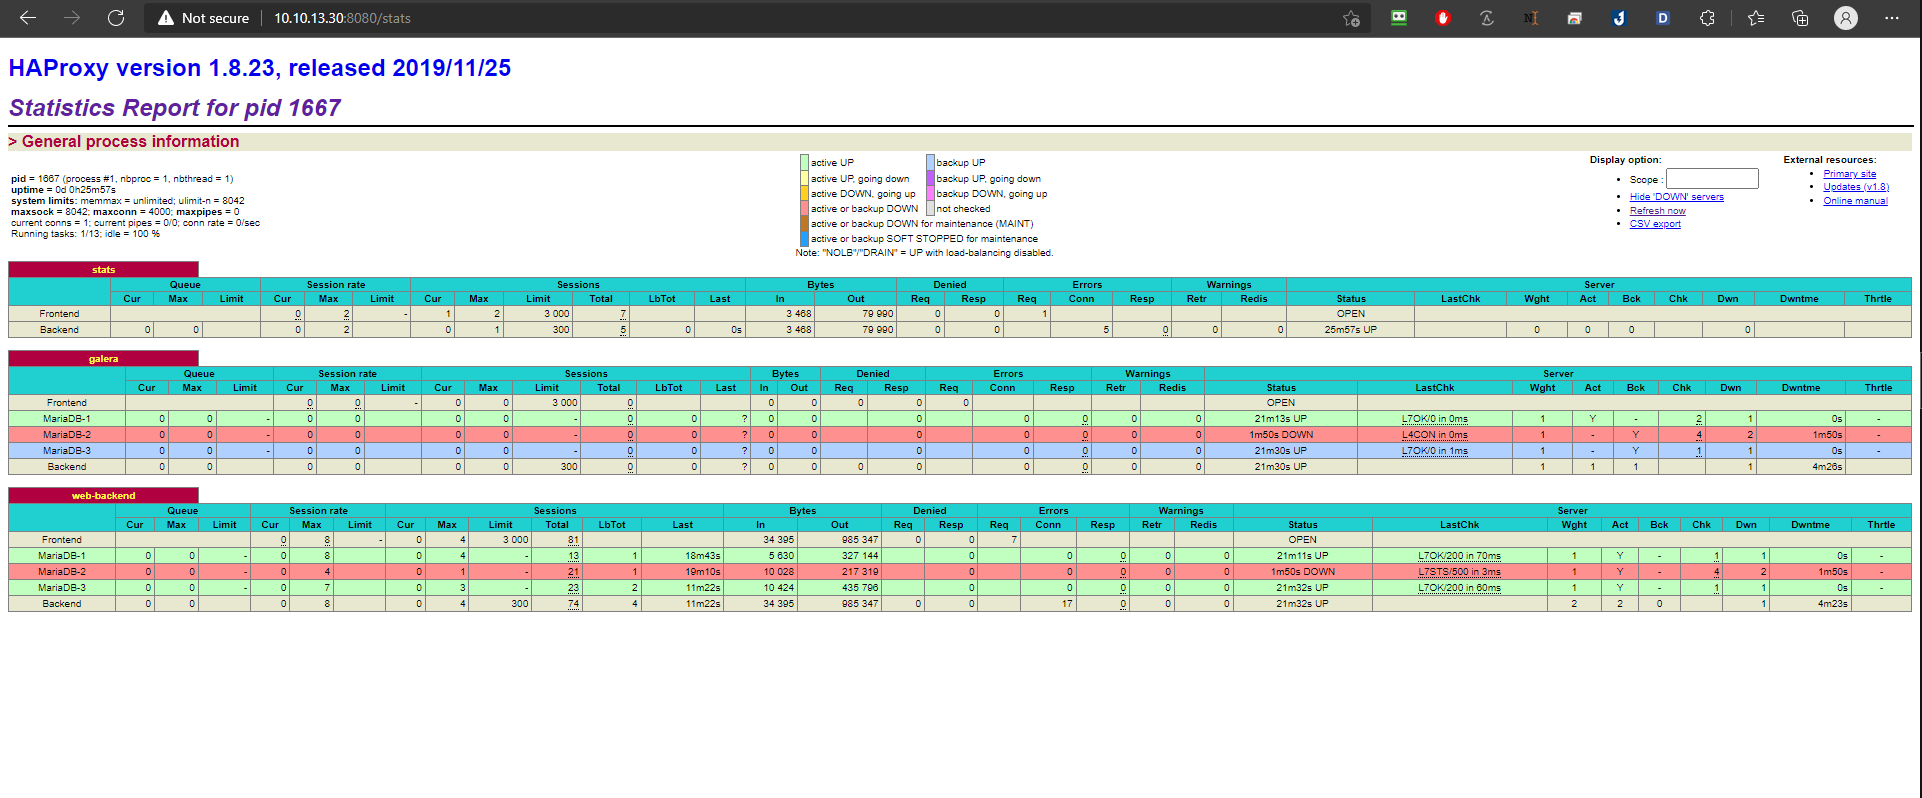 Not secure 10.10.13.30:8080/stats
HAProxy version 1.8.23, released 2019/11/25
Statistics Report for pid 1667
> General process information
pid = 1667 (process #1, nbproc = 1, nbthread = 1)
uptime = 0d 0h25m57s
system limits: memmax = unlimited; ulimit-n = 8042
maxsock = 8042; maxconn = 4000; maxpipes = 0
current conns = 1; current pipes = 0/0; conn rate = 0/sec
Running tasks: 1/13; idle = 100 %
active UP backup UP
active UP, going down backup UP, going down
active DOWN, going up backup DOWN, going up
active or backup DOWN not checked
active or backup DOWN for maintenance (MAINT)
active or backup SOFT STOPPED for maintenance
Note: "NOLB"/"DRAIN" = UP with load-balancing disabled.
Display option:
Scope :
Hide 'DOWN' servers
Refresh now
CSV export
External resources:
Primary site
Updates (v1.8)
Online manual
stats
Queue Session rate Sessions Bytes Denied Errors Warnings Server
Cur Max Limit Cur Max Limit Cur Max Limit Total LbTot Last In Out Req Resp Req Conn Resp Retr Redis Status LastChk Wght Act Bck Chk Dwn Dwntme Thrtle
Frontend 0 2 - 1 2 3 000 7 3 468 79 990 0 0 1 OPEN
Backend 0 0 0 2 0 1 300 5 0 0s 3 468 79 990 0 0 5 0 0 0 25m57s UP 0 0 0 0
galera
Queue Session rate Sessions Bytes Denied Errors Warnings Server
Cur Max Limit Cur Max Limit Cur Max Limit Total LbTot Last In Out Req Resp Req Conn Resp Retr Redis Status LastChk Wght Act Bck Chk Dwn Dwntme Thrtle
Frontend 0 0 - 0 0 3 000 0 0 0 0 0 0 OPEN
MariaDB-1 0 0 - 0 0 0 0 - 0 0 ? 0 0 0 0 0 0 0 21m13s UP L7OK/0 in 0ms 1 Y - 2 1 0s -
MariaDB-2 0 0 - 0 0 0 0 - 0 0 ? 0 0 0 0 0 0 0 1m50s DOWN L4CON in 0ms 1 - Y 4 2 1m50s -
MariaDB-3 0 0 - 0 0 0 0 - 0 0 ? 0 0 0 0 0 0 0 21m30s UP L7OK/0 in 1ms 1 - Y 1 1 0s -
Backend 0 0 0 0 0 0 300 0 0 ? 0 0 0 0 0 0 0 0 21m30s UP 1 1 1 1 4m26s
web-backend
Queue Session rate Sessions Bytes Denied Errors Warnings Server
Cur Max Limit Cur Max Limit Cur Max Limit Total LbTot Last In Out Req Resp Req Conn Resp Retr Redis Status LastChk Wght Act Bck Chk Dwn Dwntme Thrtle
Frontend 0 8 - 0 4 3 000 81 34 395 985 347 0 0 7 OPEN
MariaDB-1 0 0 - 0 8 0 4 - 13 1 18m43s 5 630 327 144 0 0 0 0 0 21m11s UP L7OK/200 in 70ms 1 Y - 1 1 0s -
MariaDB-2 0 0 - 0 4 0 1 - 21 1 19m10s 10 028 217 319 0 0 0 0 0 1m50s DOWN L7STS/500 in 3ms 1 Y - 4 2 1m50s -
MariaDB-3 0 0 - 0 7 0 3 - 23 2 11m22s 10 424 435 796 0 0 0 0 0 21m32s UP L7OK/200 in 60ms 1 Y - 1 1 0s -
Backend 0 0 0 8 0 4 300 74 4 11m22s 34 395 985 347 0 0 17 0 0 0 21m32s UP 2 2 0 1 4m23s